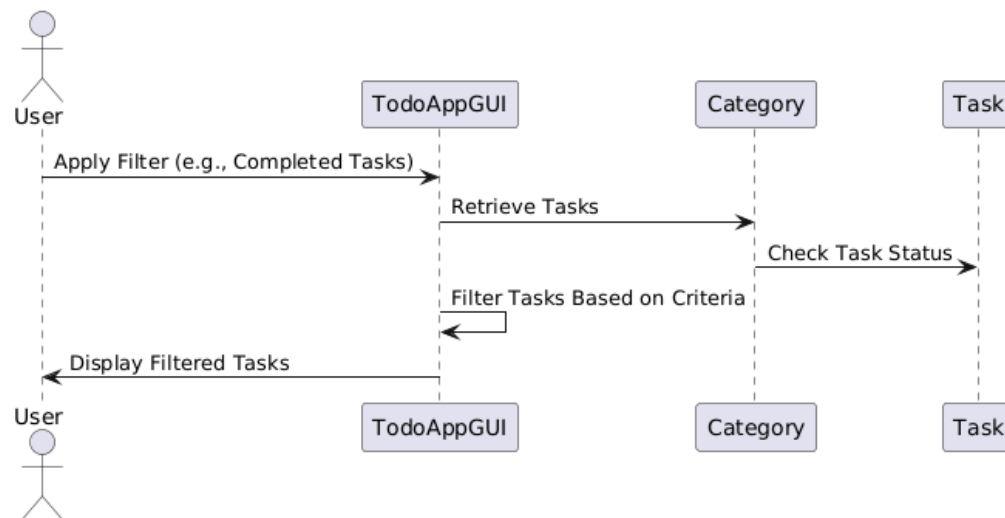 User
TodoAppGUI
Category
Task
Apply Filter (e.g., Completed Tasks)
Retrieve Tasks
Check Task Status
Filter Tasks Based on Criteria
Display Filtered Tasks
User
TodoAppGUI
Category
Task